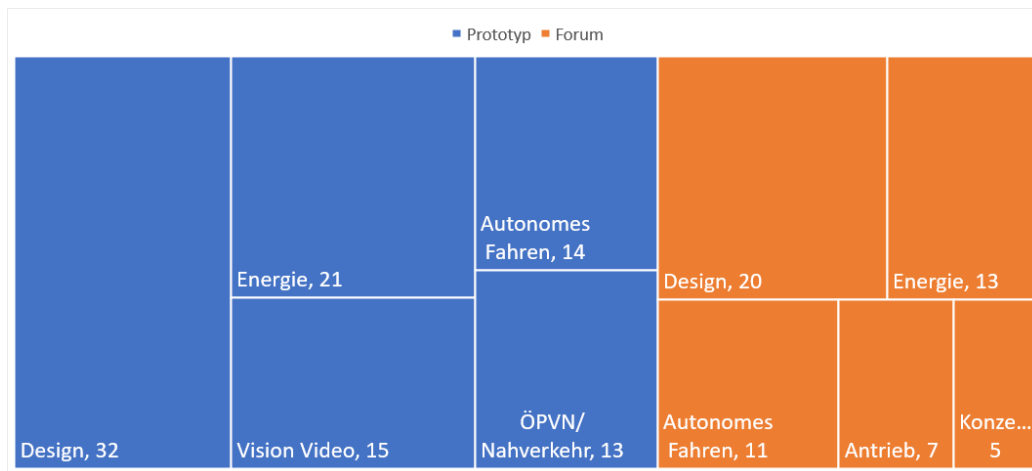 Prototyp Forum
Design, 32
Energie, 21
Vision Video, 15
Autonomes
Fahren, 14
ÖPVN/
Nahverkehr, 13
Design, 20
Energie, 13
Autonomes
Fahren, 11
Antrieb, 7
Konze...
5